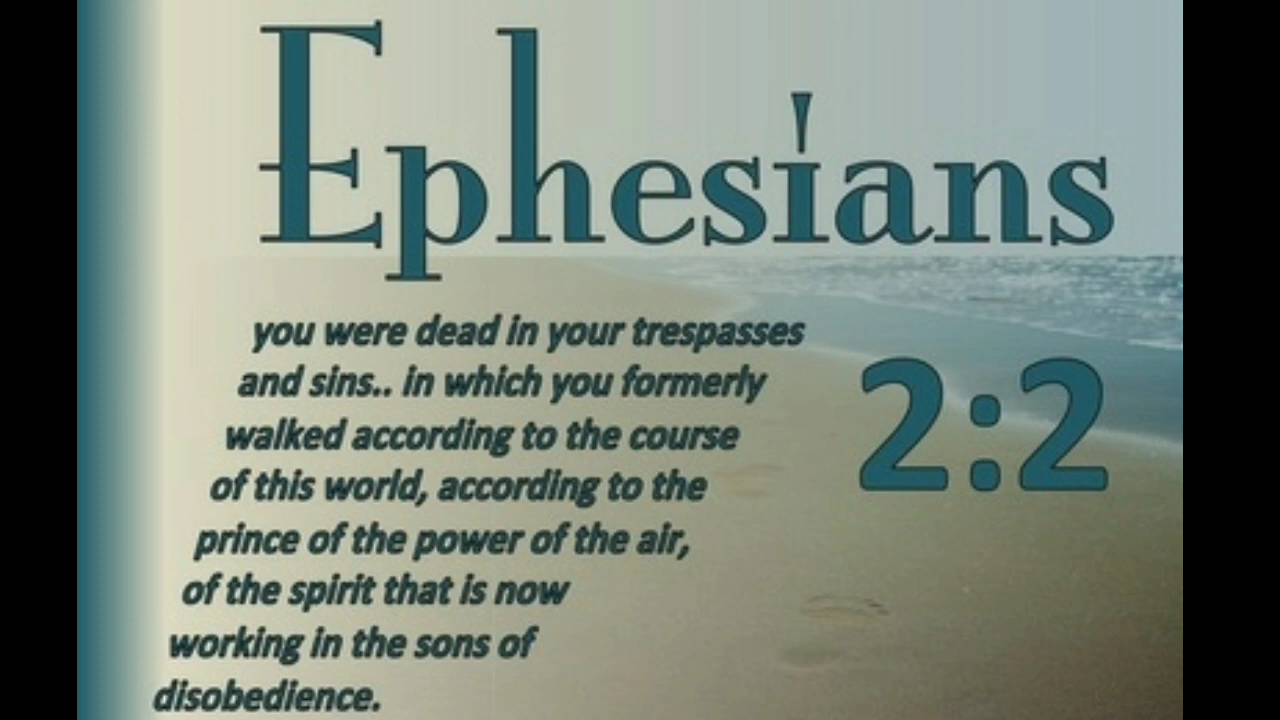 Ephesians
2:2
you were dead in your trespasses
and sins.. in which you formerly
walked according to the course
of this world, according to the
prince of the power of the air,
of the spirit that is now
working in the sons of
disobedience.